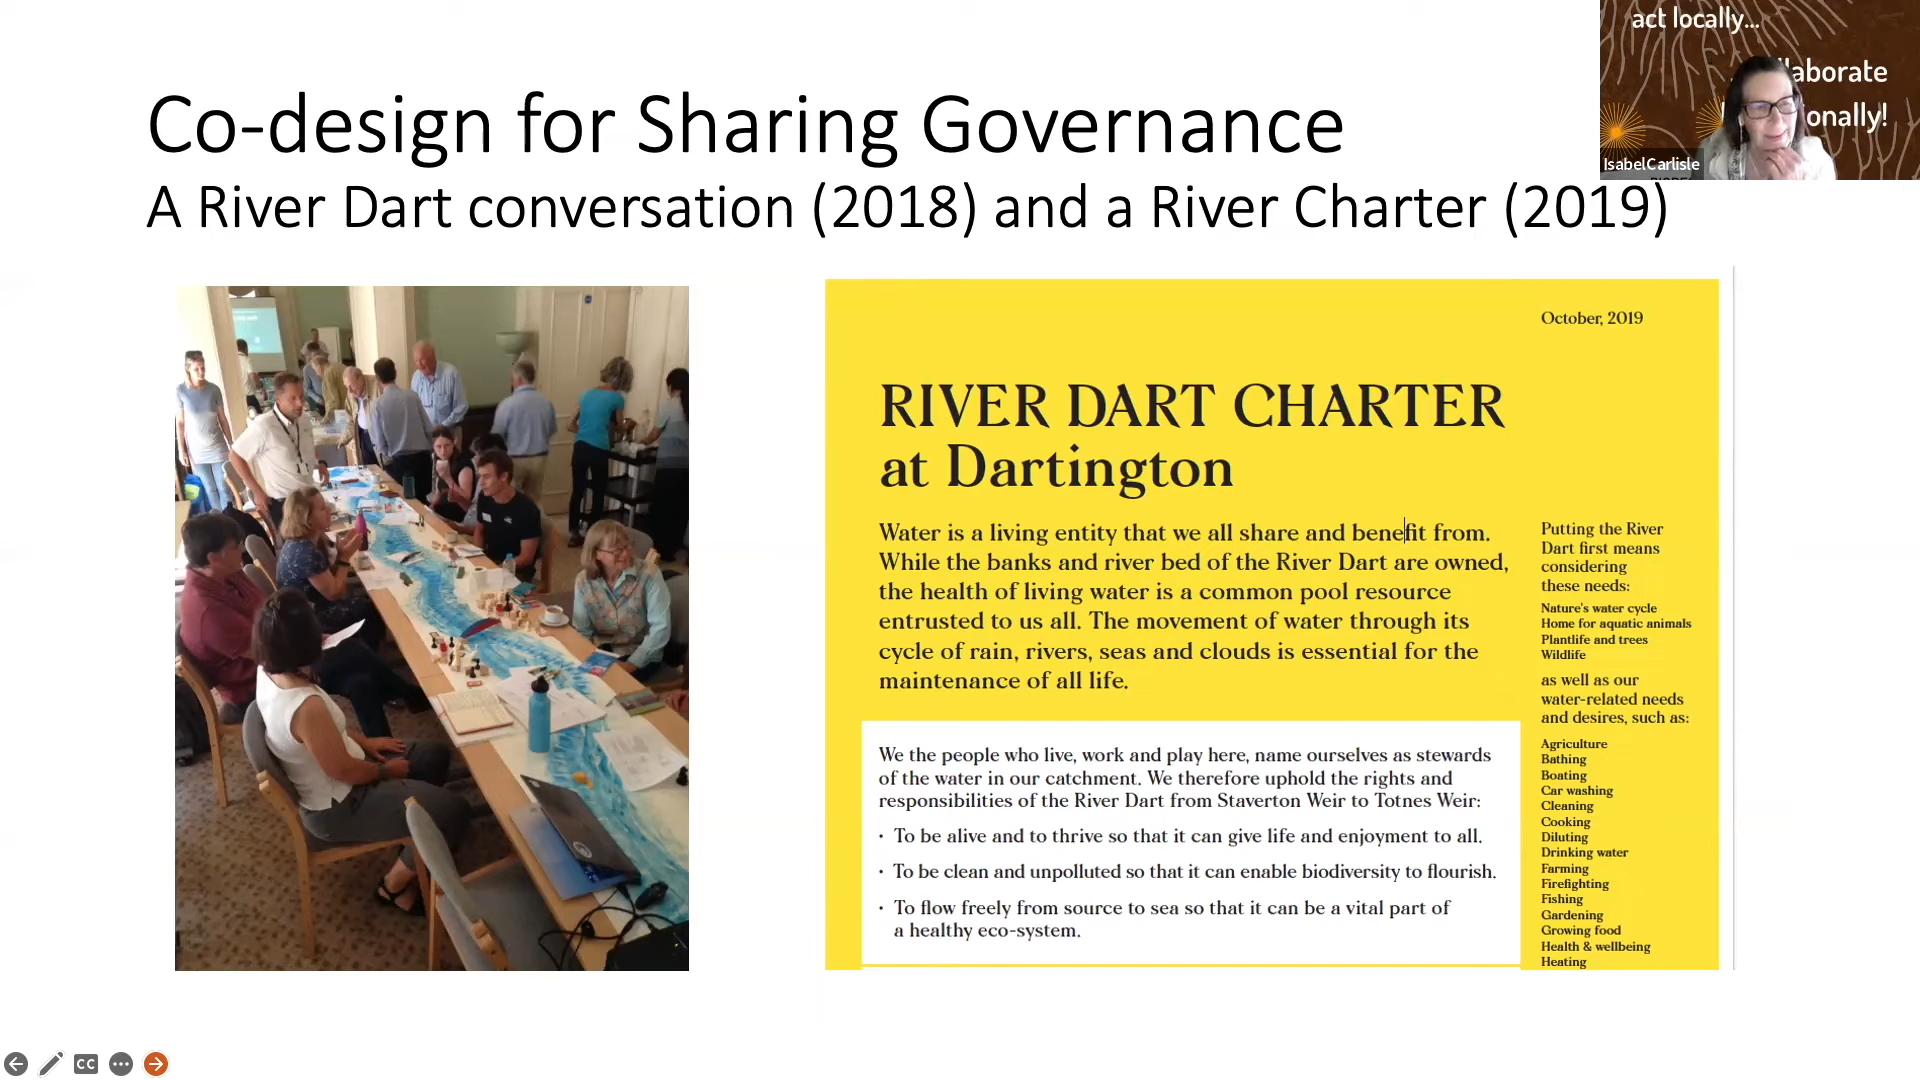 act locally...
IsabelCarlisle
Co-design for Sharing Governance
A River Dart conversation (2018) and a River Charter (2019)
October, 2019
RIVER DART CHARTER
at Dartington
Water is a living entity that we all share and benefit from.
While the banks and river bed of the River Dart are owned,
the health of living water is a common pool resource
entrusted to us all. The movement of water through its
cycle of rain, rivers, seas and clouds is essential for the
maintenance of all life.
We the people who live, work and play here, name ourselves as stewards
of the water in our catchment. We therefore uphold the rights and
responsibilities of the River Dart from Staverton Weir to Totnes Weir:
· To be alive and to thrive so that it can give life and enjoyment to all.
· To be clean and unpolluted so that it can enable biodiversity to flourish.
· To flow freely from source to sea so that it can be a vital part of
a healthy eco-system.
Putting the River
Dart first means
considering
these needs:
Nature's water cycle
Home for aquatic animals
Plantlife and trees
Wildlife
as well as our
water-related needs
and desires, such as:
Agriculture
Bathing
Boating
Car washing
Cleaning
Cooking
Diluting
Drinking water
Farming
Firefighting
Fishing
Gardening
Growing food
Health & wellbeing
Heating
CC